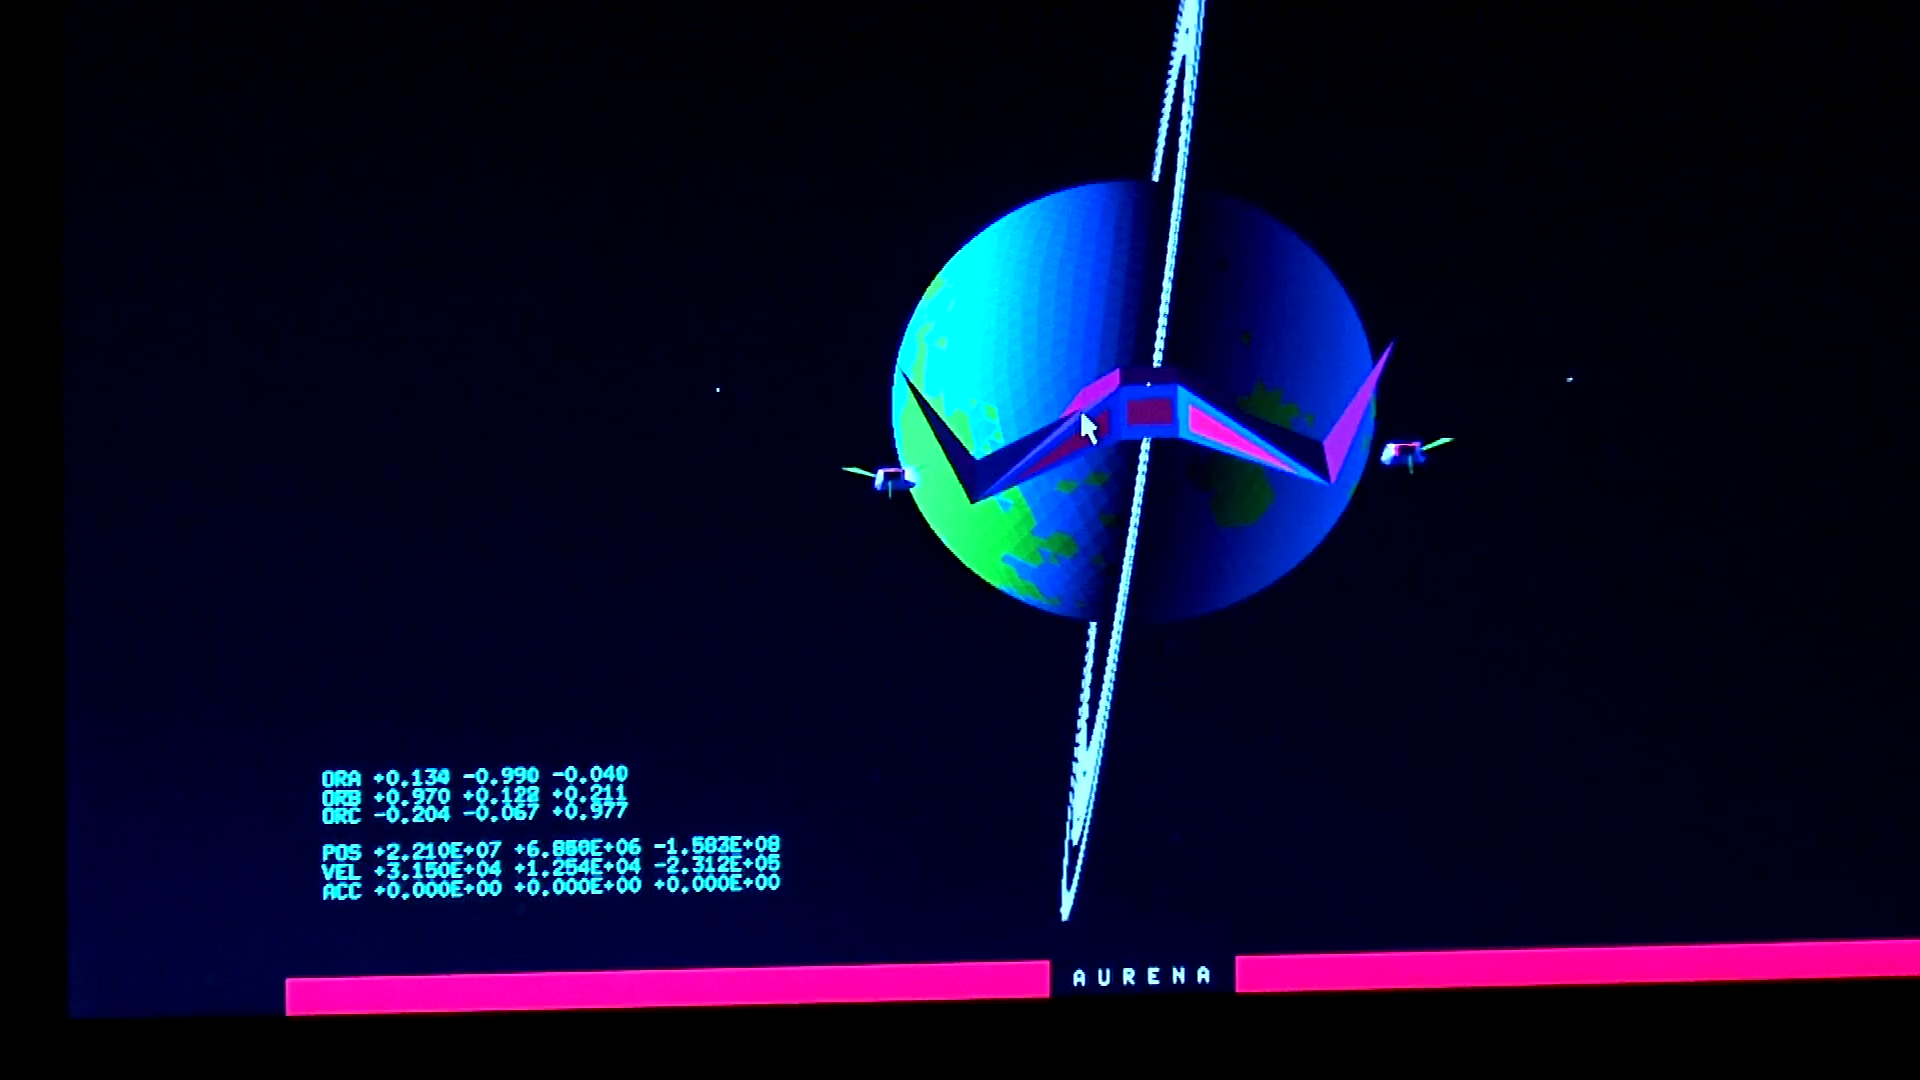 ORA +0.134 -0.990 -0.040
ORB +0.970 +0.128 +0.211
ORC -0.204 -0.067 +0.977
POS +2.210E+07 +6.860E+06 -1.583E+08
VEL +3.150E+04 +1.254E+04 -2.312E+05
ACC +0.000E+00 +0.000E+00 +0.000E+00
AURENA